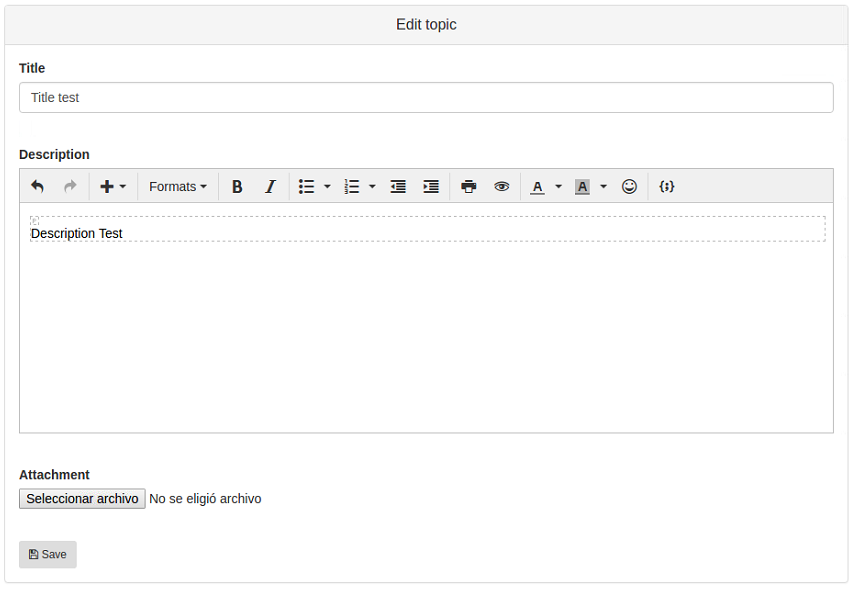 Edit topic
Title
Title test
Description
Formats B I A A {;}
P
Description Test
Attachment
Seleccionar archivo No se eligió archivo
Save